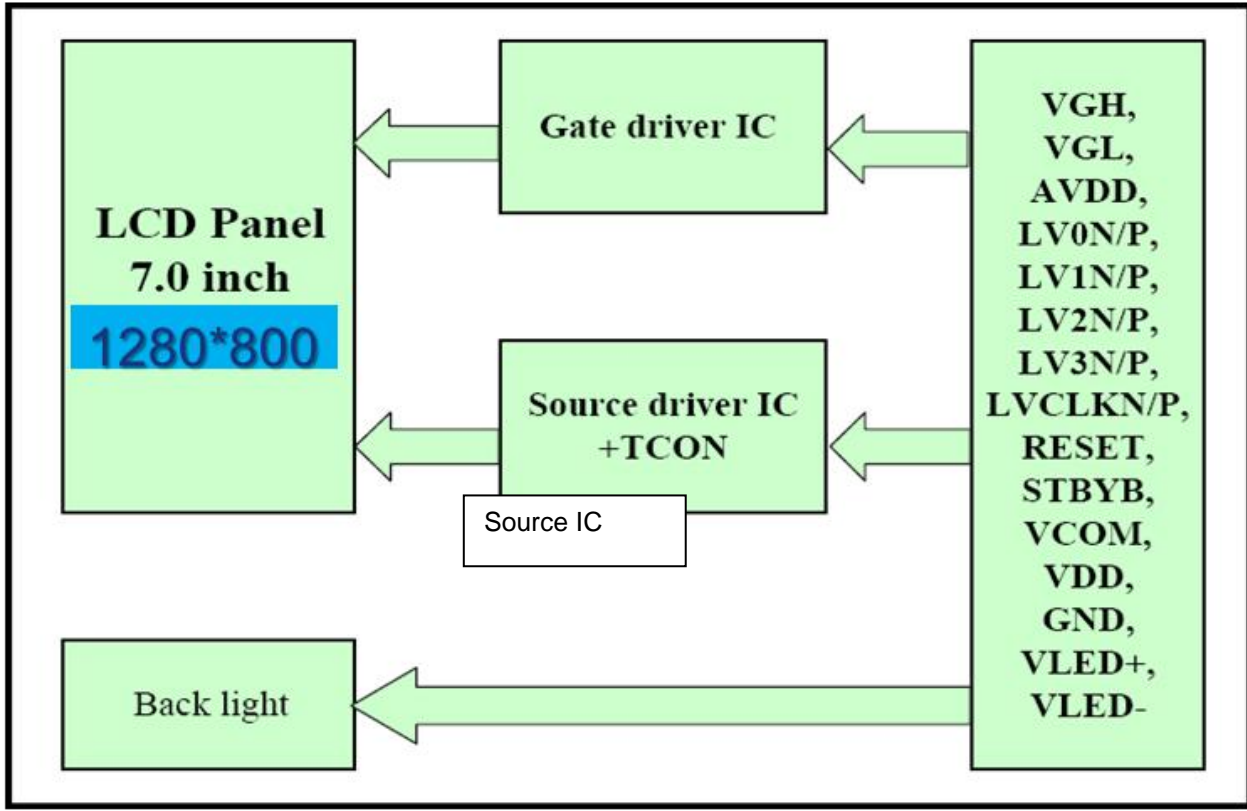 LCD Panel
7.0 inch
1280*800
Gate driver IC
Source driver IC
+TCON
Source IC
Back light
VGH,
VGL,
AVDD,
LV0N/P,
LV1N/P,
LV2N/P,
LV3N/P,
LVCLKN/P,
RESET,
STBYB,
VCOM,
VDD,
GND,
VLED+,
VLED-